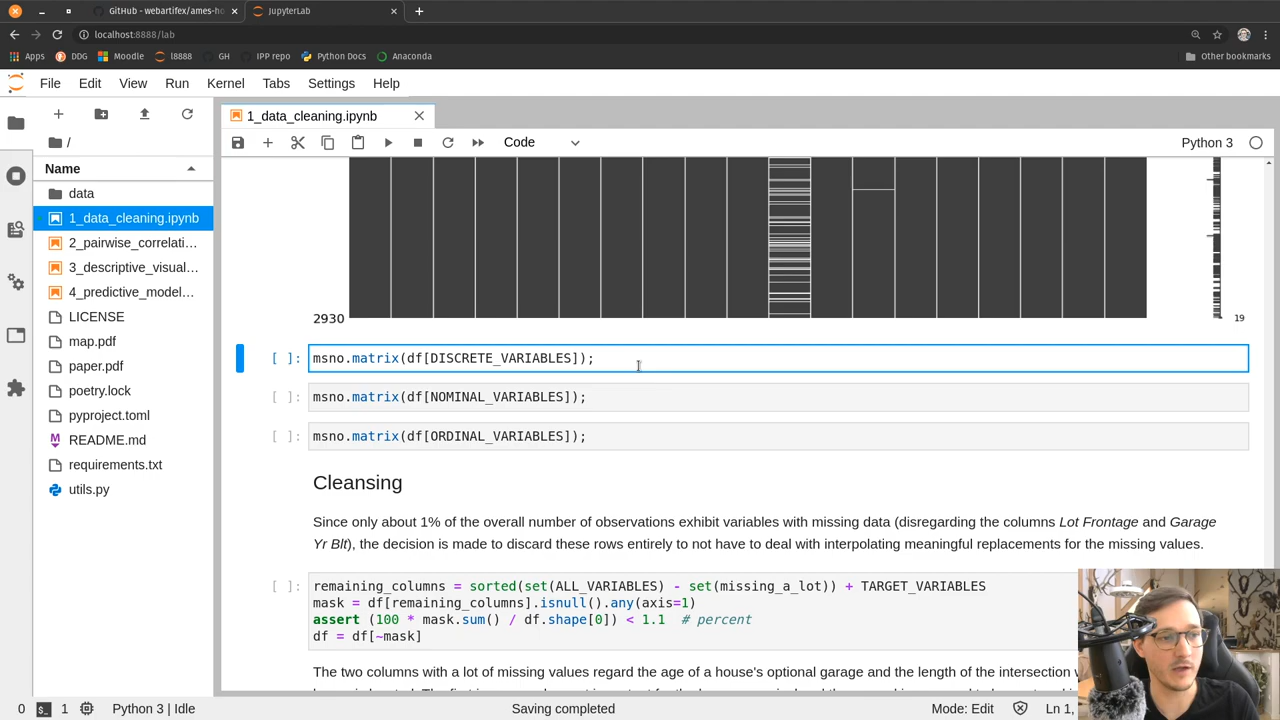 GitHub - webartifex/ames-ho
JupyterLab
localhost:8888/lab
Apps
DDG
Moodle
l8888
GH
IPP repo
Python Docs
Anaconda
Other bookmarks
File
Edit
View
Run
Kernel
Tabs
Settings
Help
/
Name
data
1_data_cleaning.ipynb
2_pairwise_correlati...
3_descriptive_visual...
4_predictive_model...
LICENSE
map.pdf
paper.pdf
poetry.lock
pyproject.toml
README.md
requirements.txt
utils.py
1_data_cleaning.ipynb
Code
Python 3
2930
19
[ ]: msno.matrix(df[DISCRETE_VARIABLES]);
[ ]: msno.matrix(df[NOMINAL_VARIABLES]);
[ ]: msno.matrix(df[ORDINAL_VARIABLES]);
Cleansing
Since only about 1% of the overall number of observations exhibit variables with missing data (disregarding the columns Lot Frontage and Garage
Yr Blt), the decision is made to discard these rows entirely to not have to deal with interpolating meaningful replacements for the missing values.
[ ]: remaining_columns = sorted(set(ALL_VARIABLES) - set(missing_a_lot)) + TARGET_VARIABLES
mask = df[remaining_columns].isnull().any(axis=1)
assert (100 * mask.sum() / df.shape[0]) < 1.1 # percent
df = df[~mask]
The two columns with a lot of missing values regard the age of a house's optional garage and the length of the intersection
0
1
Python 3 | Idle
Saving completed
Mode: Edit
Ln 1,